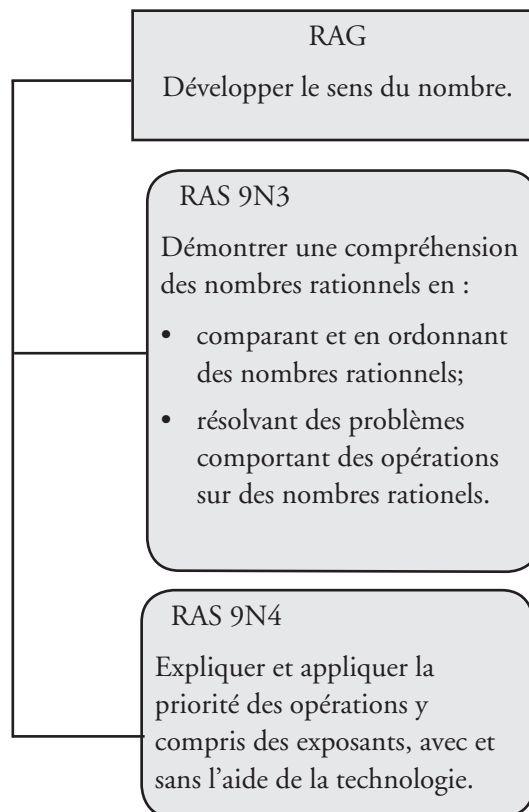 RAG
Développer le sens du nombre.
RAS 9N3
Démontrer une compréhension
des nombres rationnels en :
• comparant et en ordonnant
des nombres rationnels;
• résolvant des problèmes
comportant des opérations
sur des nombres rationels.
RAS 9N4
Expliquer et appliquer la
priorité des opérations y
compris des exposants, avec et
sans l'aide de la technologie.